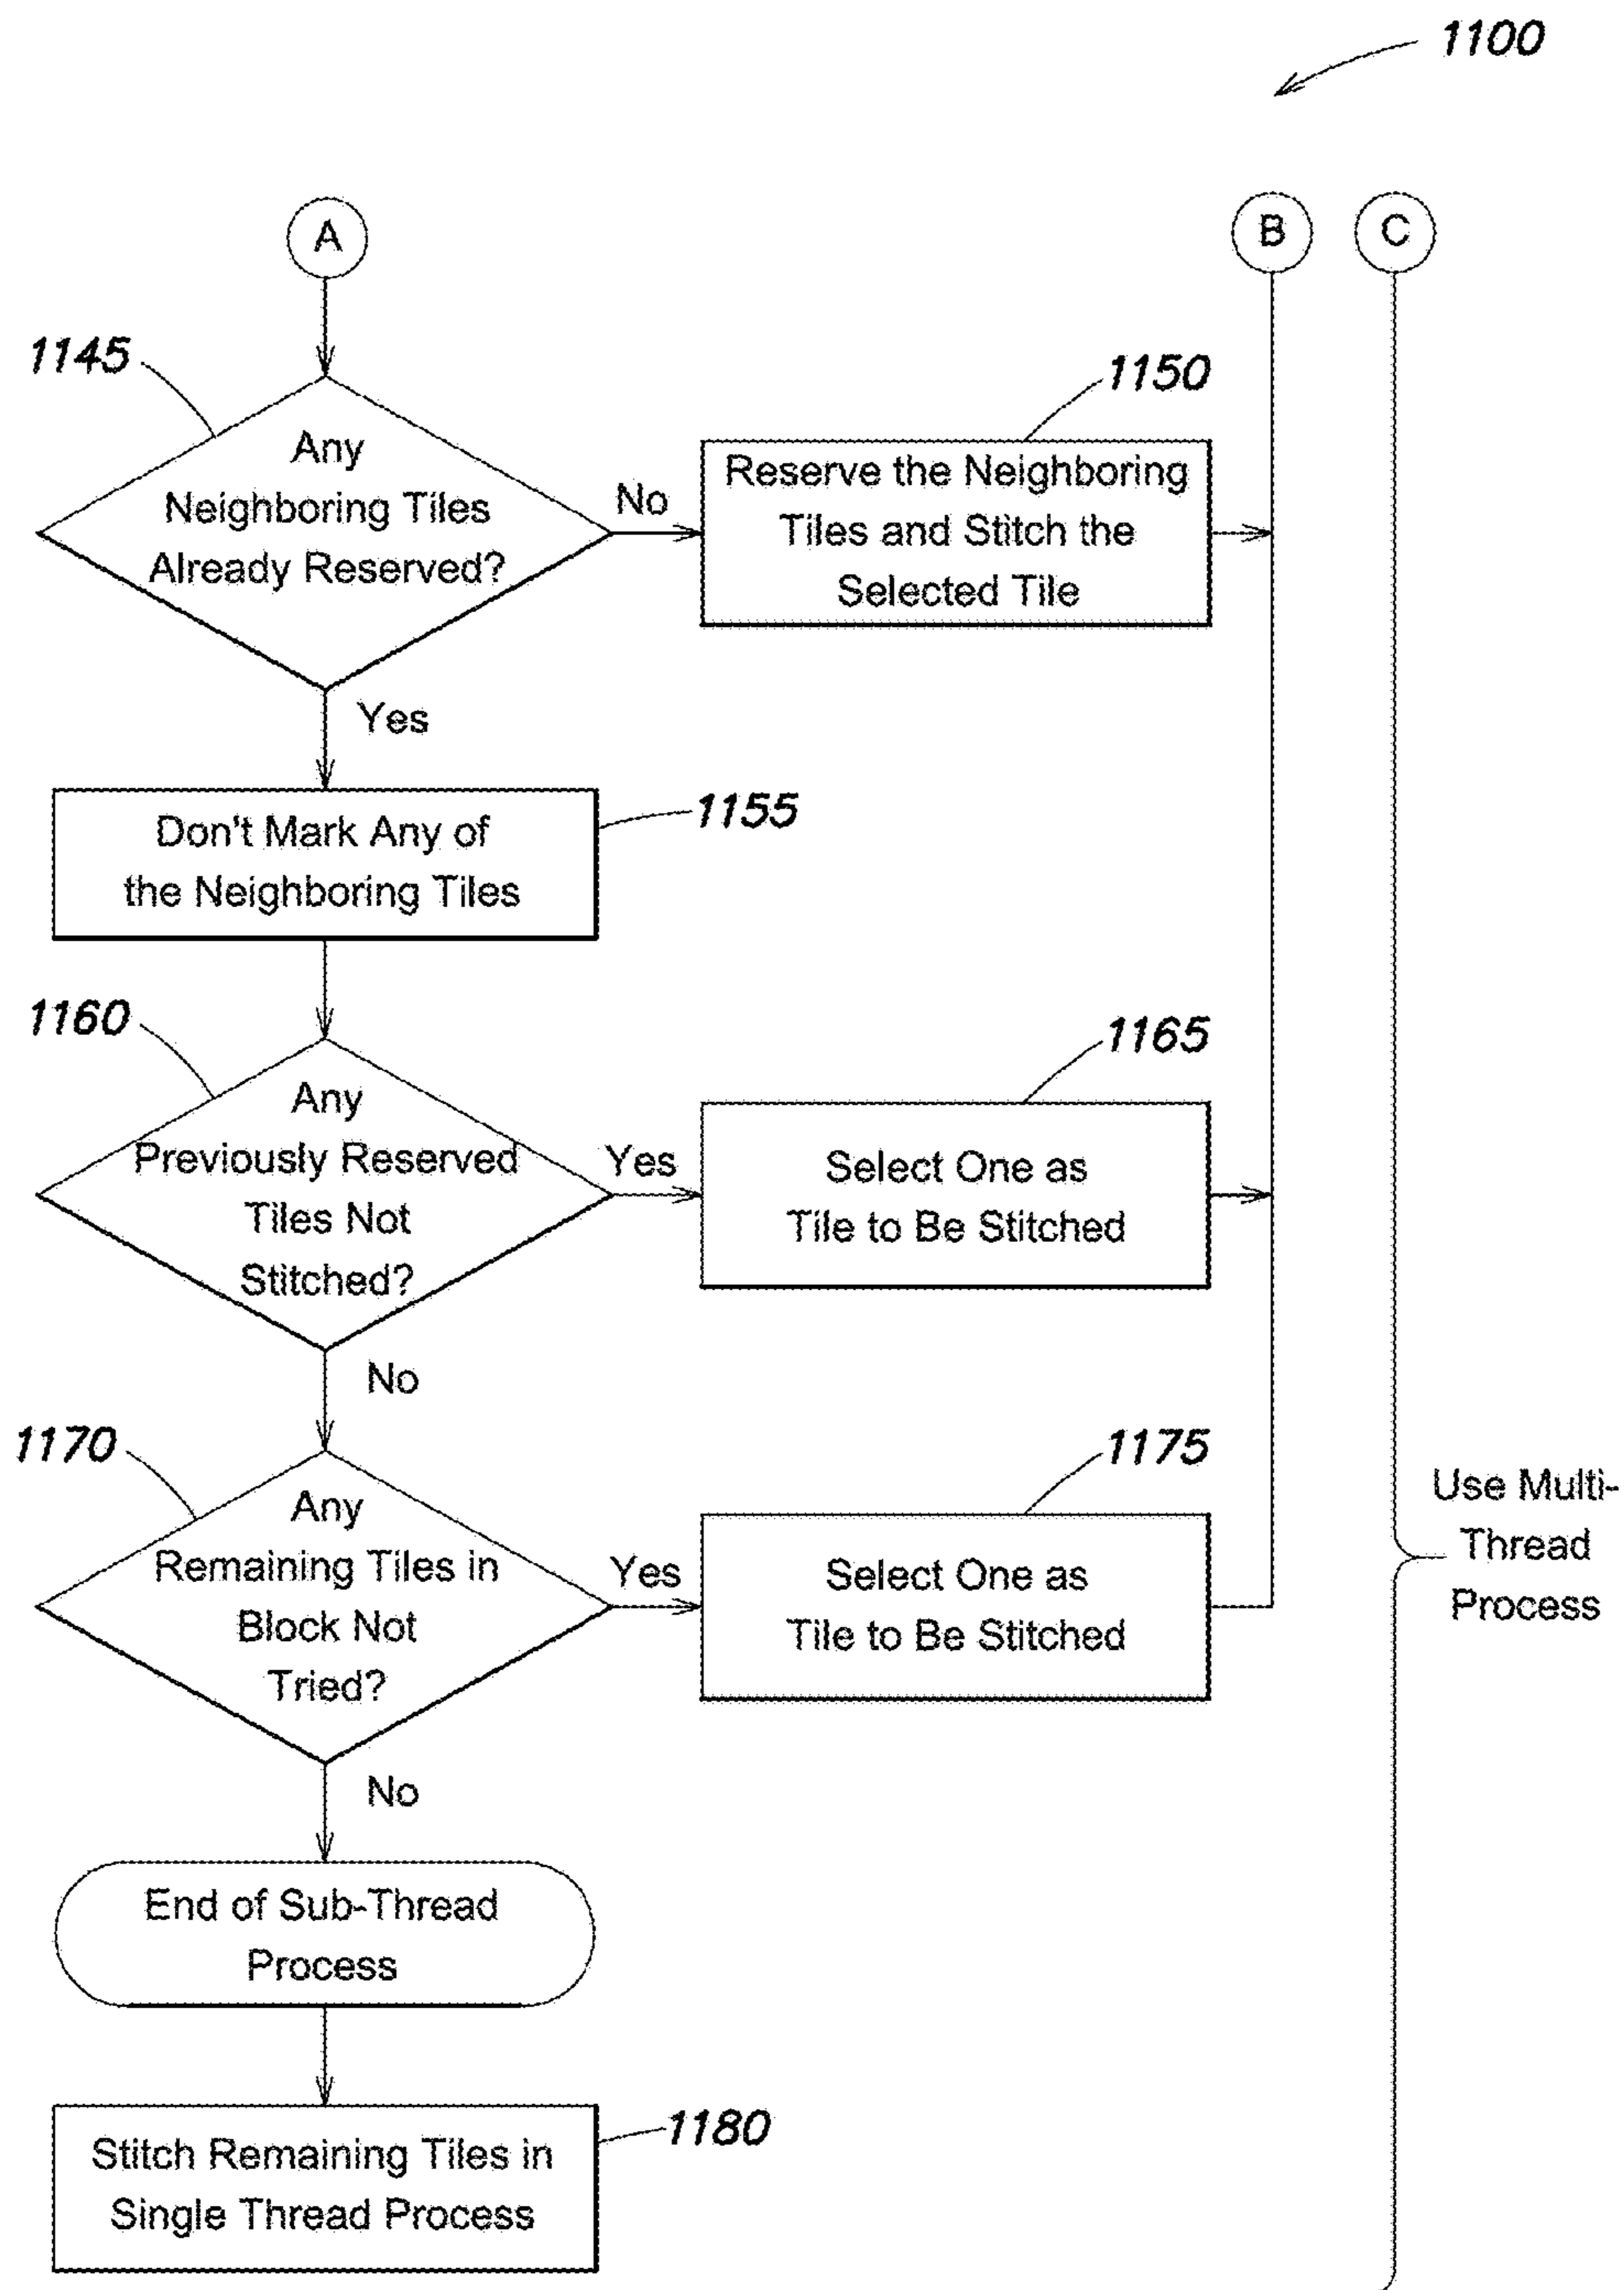 1100
A
B
C
1145
Any
Neighboring Tiles
Already Reserved?
No
1150
Reserve the Neighboring
Tiles and Stitch the
Selected Tile
Yes
Don't Mark Any of
the Neighboring Tiles
1155
1160
Any
Previously Reserved
Tiles Not
Stitched?
Yes
1165
Select One as
Tile to Be Stitched
No
1170
Any
Remaining Tiles in
Block Not
Tried?
Yes
1175
Select One as
Tile to Be Stitched
Use Multi-
Thread
Process
No
End of Sub-Thread
Process
1180
Stitch Remaining Tiles in
Single Thread Process